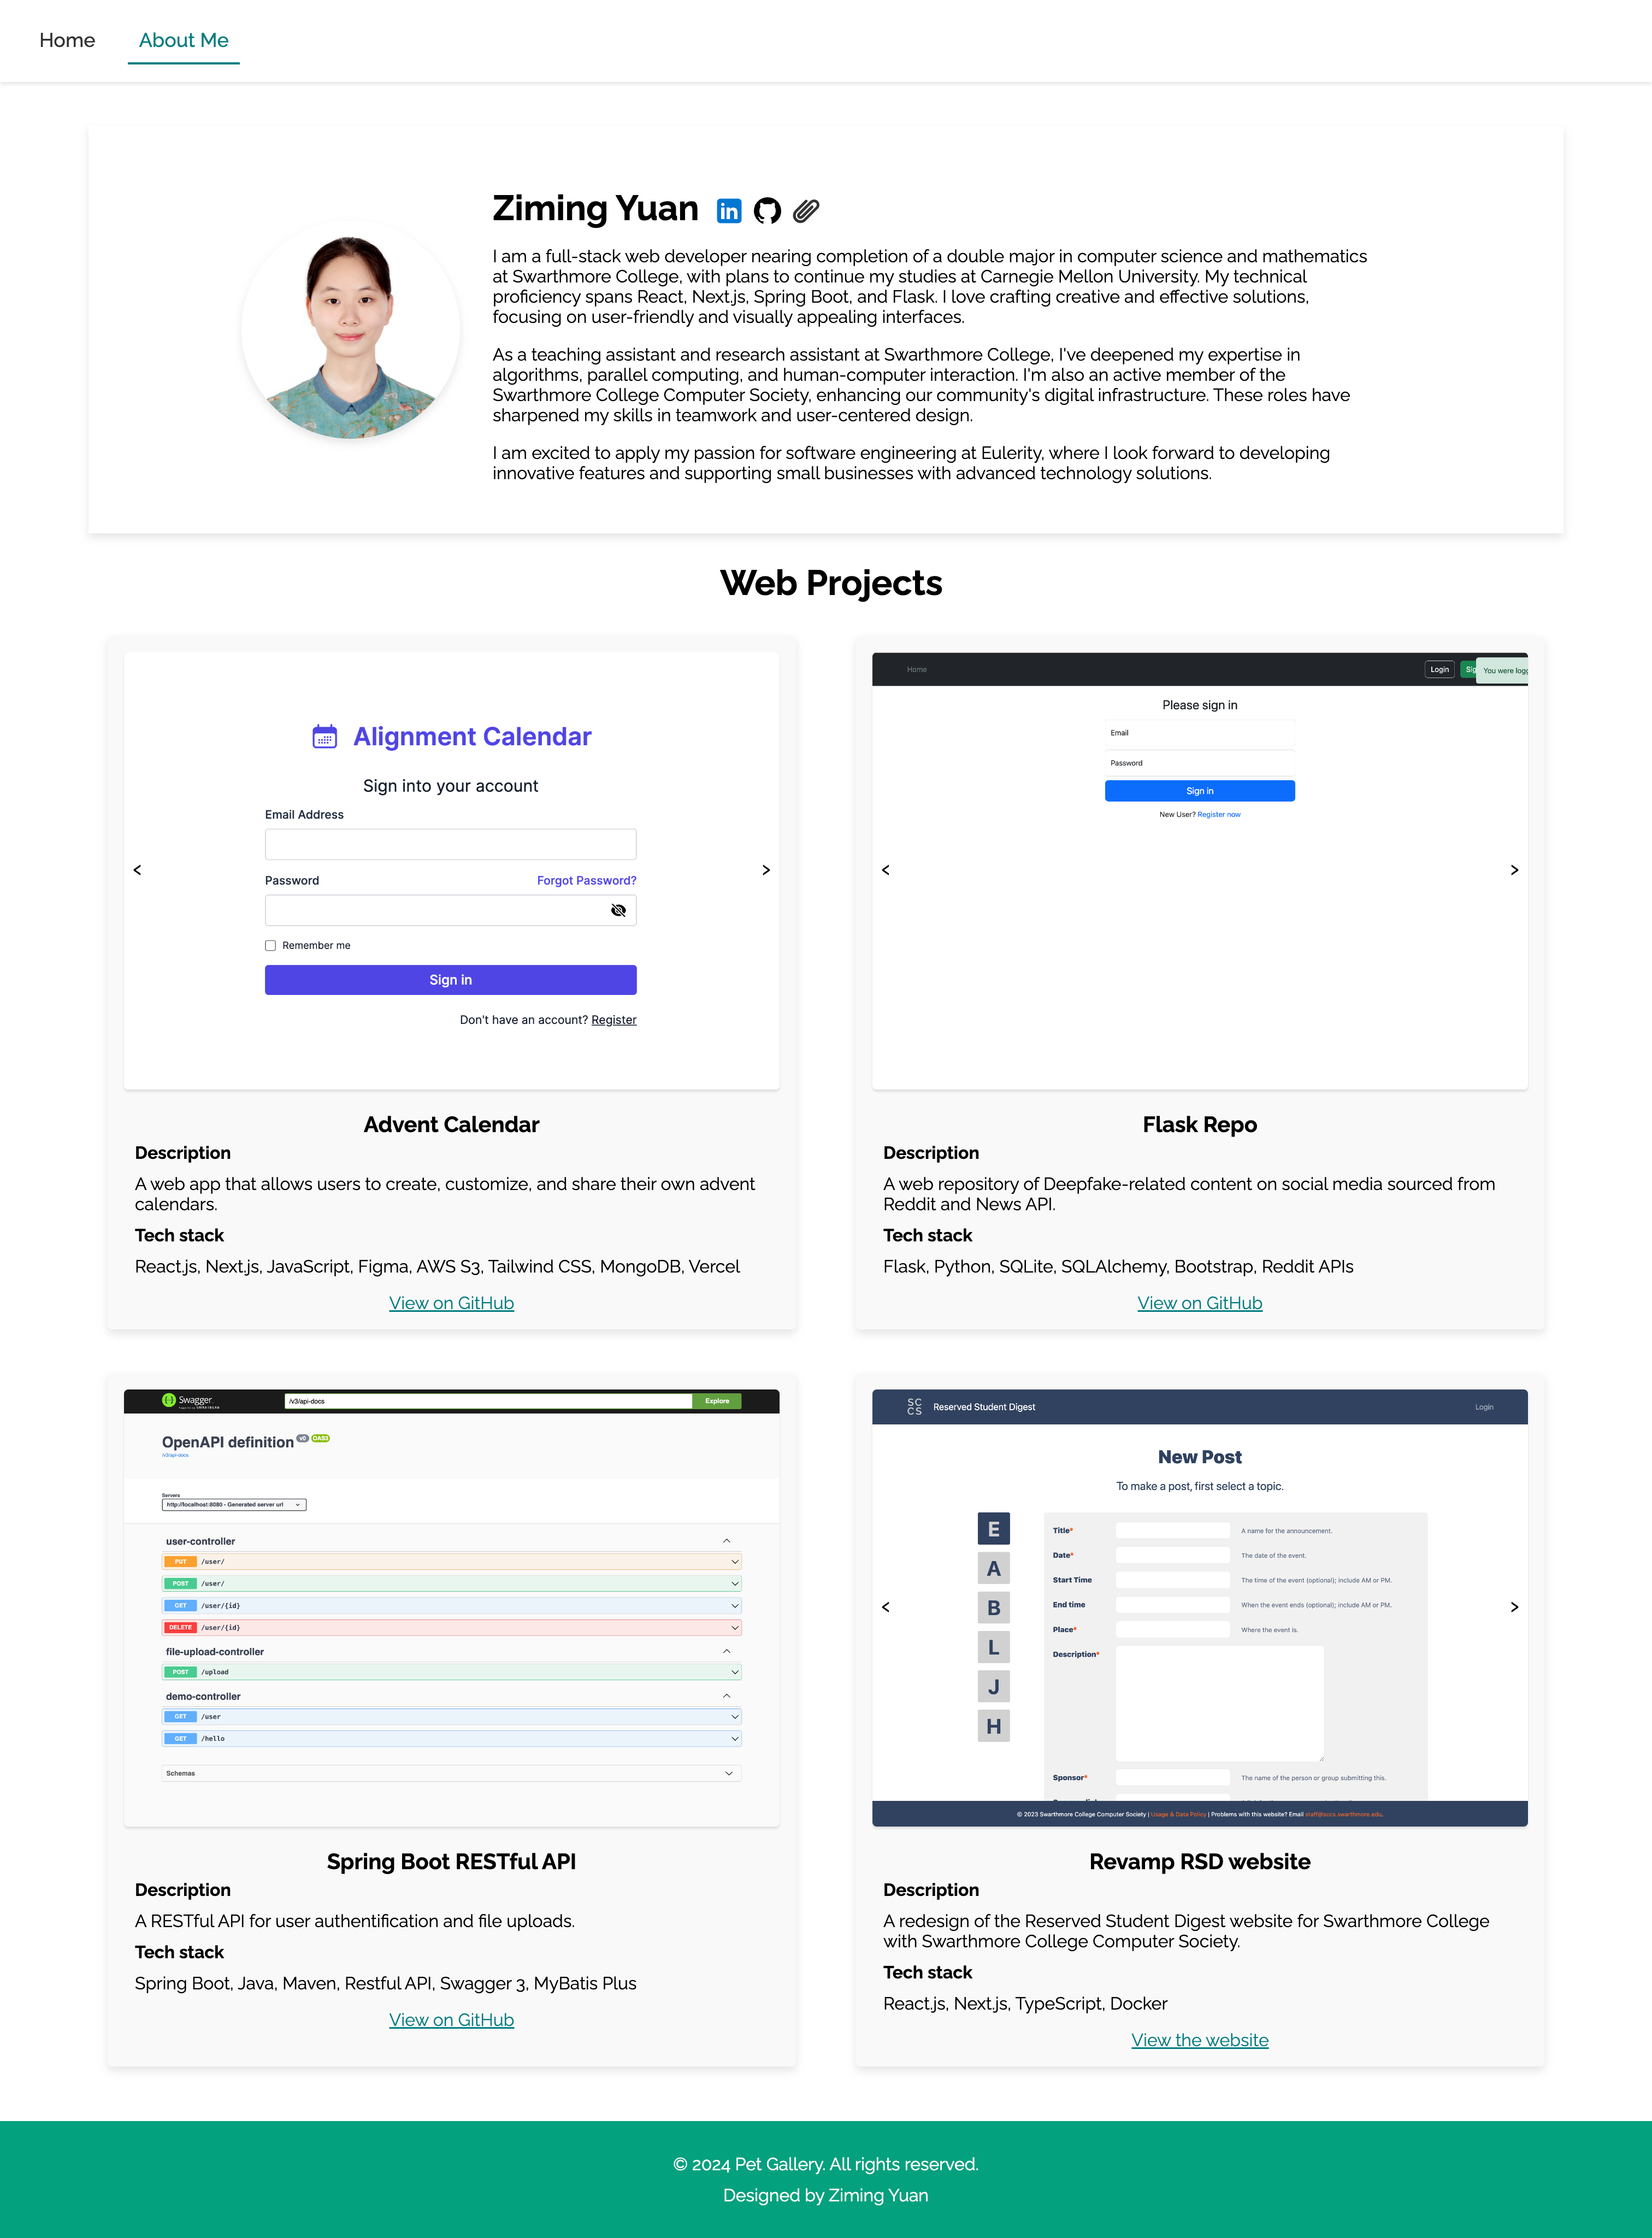 Home
About Me
Ziming Yuan
I am a full-stack web developer nearing completion of a double major in computer science and mathematics
at Swarthmore College, with plans to continue my studies at Carnegie Mellon University. My technical
proficiency spans React, Next.js, Spring Boot, and Flask. I love crafting creative and effective solutions,
focusing on user-friendly and visually appealing interfaces.
As a teaching assistant and research assistant at Swarthmore College, I've deepened my expertise in
algorithms, parallel computing, and human-computer interaction. I'm also an active member of the
Swarthmore College Computer Society, enhancing our community's digital infrastructure. These roles have
sharpened my skills in teamwork and user-centered design.
I am excited to apply my passion for software engineering at Eulerity, where I look forward to developing
innovative features and supporting small businesses with advanced technology solutions.
Web Projects
Alignment Calendar
Sign into your account
Email Address
Password
Forgot Password?
Remember me
Sign in
Don't have an account? Register
<
>
Advent Calendar
Description
A web app that allows users to create, customize, and share their own advent
calendars.
Tech stack
React.js, Next.js, JavaScript, Figma, AWS S3, Tailwind CSS, MongoDB, Vercel
View on GitHub
Home
Login
Sig
You were logg
Please sign in
Email
Password
Sign in
New User? Register now
<
>
Flask Repo
Description
A web repository of Deepfake-related content on social media sourced from
Reddit and News API.
Tech stack
Flask, Python, SQLite, SQLAlchemy, Bootstrap, Reddit APIs
View on GitHub
Swagger
/v3/api-docs
Explore
OpenAPI definition v0 OAS3
/v3/api-docs
Servers
http://localhost:8080 - Generated server url
user-controller
PUT /user/
POST /user/
GET /user/{id}
DELETE /user/{id}
file-upload-controller
POST /upload
demo-controller
GET /user
GET /hello
Schemas
Spring Boot RESTful API
Description
A RESTful API for user authentification and file uploads.
Tech stack
Spring Boot, Java, Maven, Restful API, Swagger 3, MyBatis Plus
View on GitHub
SC
CS
Reserved Student Digest
Login
New Post
To make a post, first select a topic.
E
A
B
L
J
H
Title* A name for the announcement.
Date* The date of the event.
Start Time The time of the event (optional); include AM or PM.
End time When the event ends (optional); include AM or PM.
Place* Where the event is.
Description*
Sponsor* The name of the person or group submitting this.
<
>
© 2023 Swarthmore College Computer Society | Usage & Data Policy | Problems with this website? Email staff@sccs.swarthmore.edu.
Revamp RSD website
Description
A redesign of the Reserved Student Digest website for Swarthmore College
with Swarthmore College Computer Society.
Tech stack
React.js, Next.js, TypeScript, Docker
View the website
© 2024 Pet Gallery. All rights reserved.
Designed by Ziming Yuan